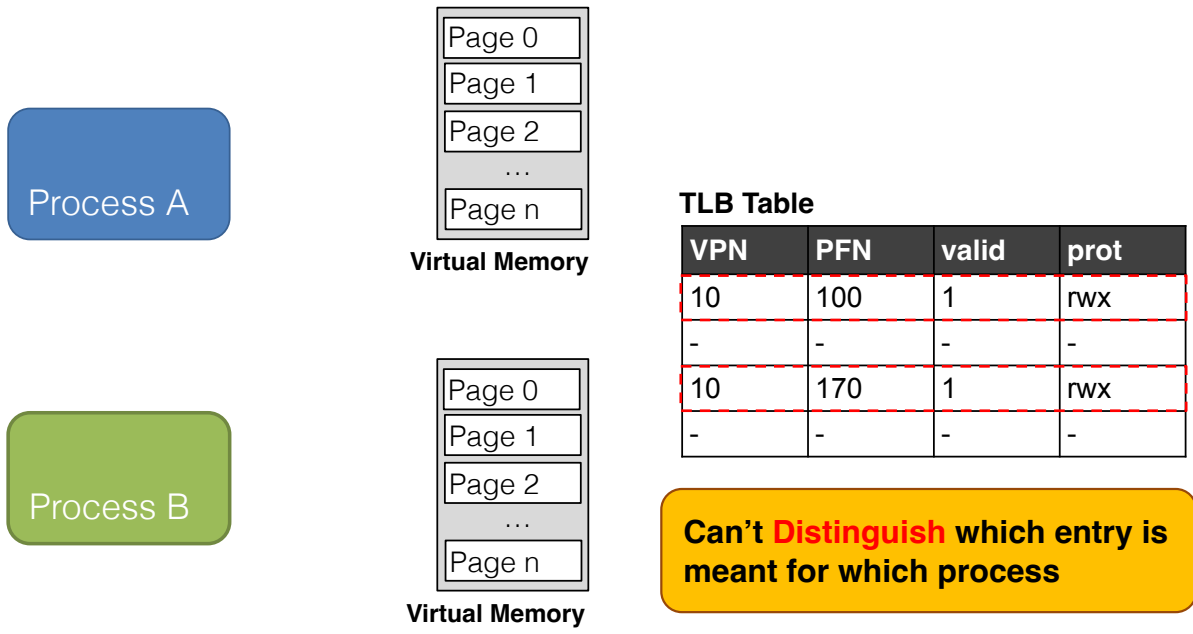 Process A
Page 0
Page 1
Page 2
...
Page n
Virtual Memory
Process B
Page 0
Page 1
Page 2
...
Page n
Virtual Memory
TLB Table
VPN PFN valid prot
10 100 1 rwx
- - - -
10 170 1 rwx
- - - -
Can't Distinguish which entry is
meant for which process